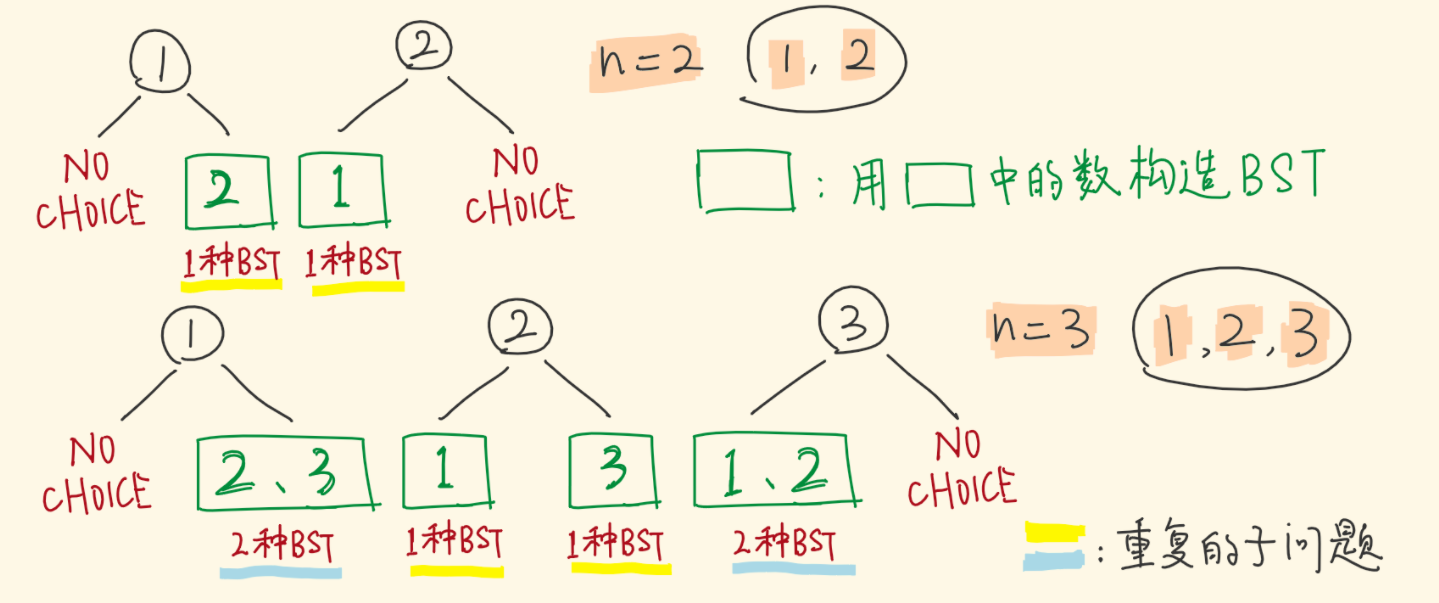 1
2
n=2 1, 2
NO CHOICE
2
1
NO CHOICE
□ : 用□中的数构造BST
1种BST
1种BST
1
2
3
n=3 1,2,3
NO CHOICE
2、3
1
3
1、2
NO CHOICE
2种BST
1种BST
1种BST
2种BST
: 重复的子问题